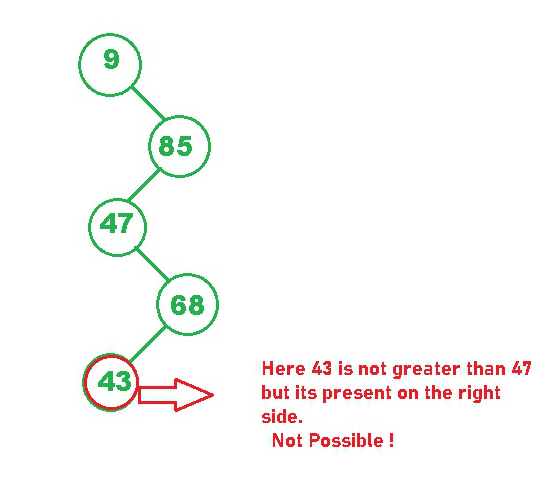 9
85
47
68
43
Here 43 is not greater than 47
but its present on the right
side.
Not Possible !